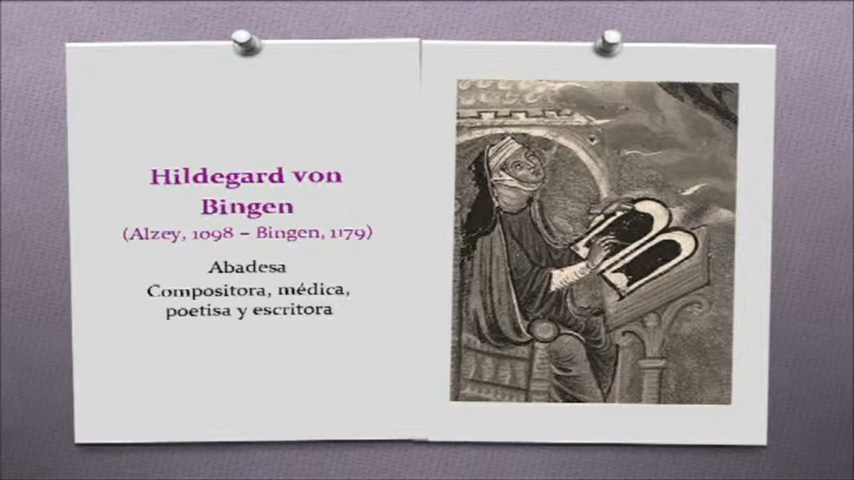 Hildegard von
Bingen
(Alzey, 1098 – Bingen, 1179)
Abadesa
Compositora, médica,
poetisa y escritora